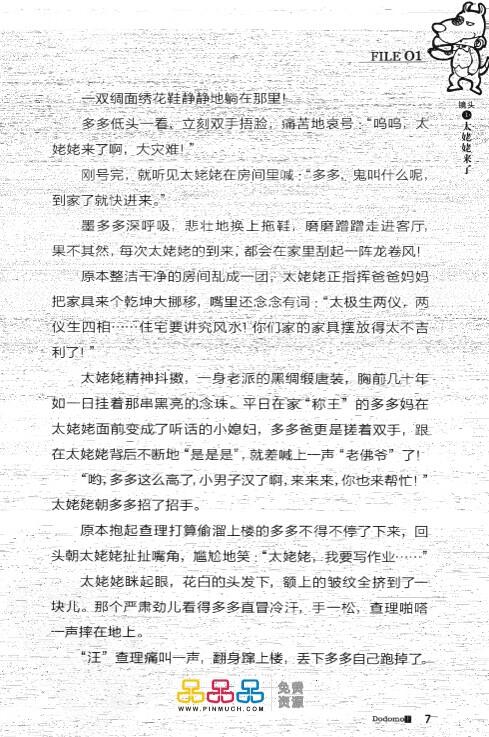 FILE 01
镜头
1
太姥姥来了
一双绸面绣花鞋静静地躺在那里！
多多低头一看，立刻双手捂脸，痛苦地哀号：“呜呜，太
姥姥来了啊，大灾难！”
刚号完，就听见太姥姥在房间里喊：“多多，鬼叫什么呢，
到家了就快进来。”
墨多多深呼吸，悲壮地换上拖鞋，磨磨蹭蹭走进客厅，
果不其然，每次太姥姥的到来，都会在家里刮起一阵龙卷风！
原本整洁干净的房间乱成一团，太姥姥正指挥爸爸妈妈
把家具来个乾坤大挪移，嘴里还念念有词：“太极生两仪，两
仪生四相……住宅要讲究风水！你们家的家具摆放得太不吉
利了！”
太姥姥精神抖擞，一身老派的黑绸缎唐装，胸前几十年
如一日挂着那串黑亮的念珠。平日在家“称王”的多多妈在
太姥姥面前变成了听话的小媳妇，多多爸更是搓着双手，跟
在太姥姥背后不断地“是是是”，就差喊上一声“老佛爷”了！
“哟，多多这么高了，小男子汉了啊，来来来，你也来帮忙！”
太姥姥朝多多招了招手。
原本抱起查理打算偷溜上楼的多多不得不停了下来，回
头朝太姥姥扯扯嘴角，尴尬地笑：“太姥姥，我要写作业……”
太姥姥眯起眼，花白的头发下，额上的皱纹全挤到了一
块儿。那个严肃劲儿看得多多直冒冷汗，手一松，查理啪嗒
一声摔在地上。
“汪”查理痛叫一声，翻身蹿上楼，丢下多多自己跑掉了。
品品品 免费资源
WWW.PINMUCH.COM
Dodomo 7